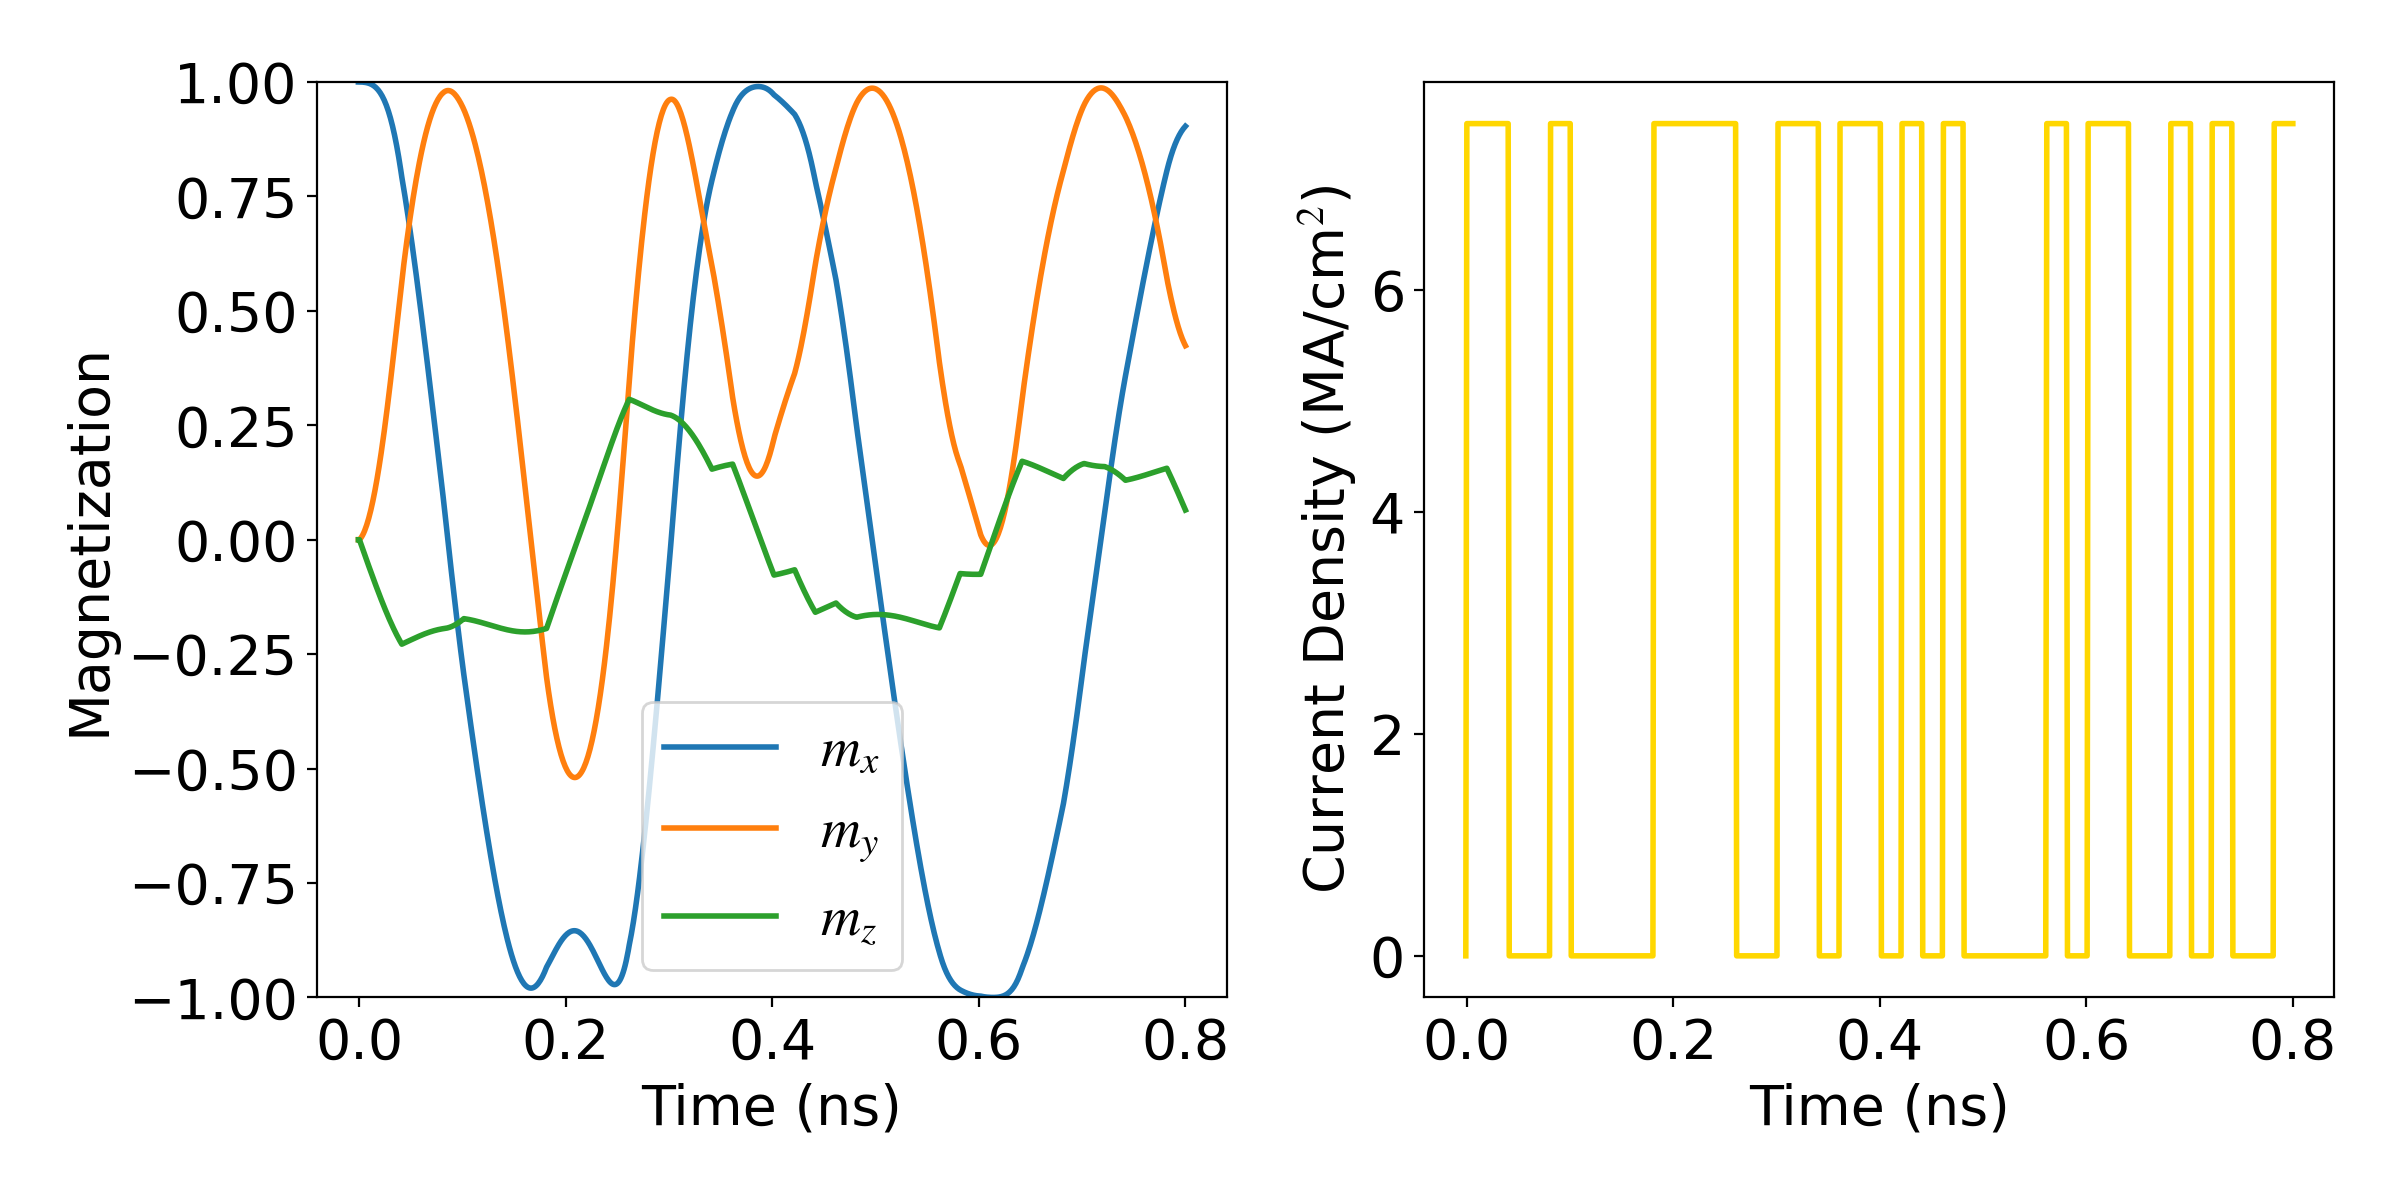 Magnetization
1.00
0.75
0.50
0.25
0.00
−0.25
−0.50
−0.75
−1.00
0.0 0.2 0.4 0.6 0.8
Time (ns)
m_x
m_y
m_z
Current Density (MA/cm²)
6
4
2
0
0.0 0.2 0.4 0.6 0.8
Time (ns)